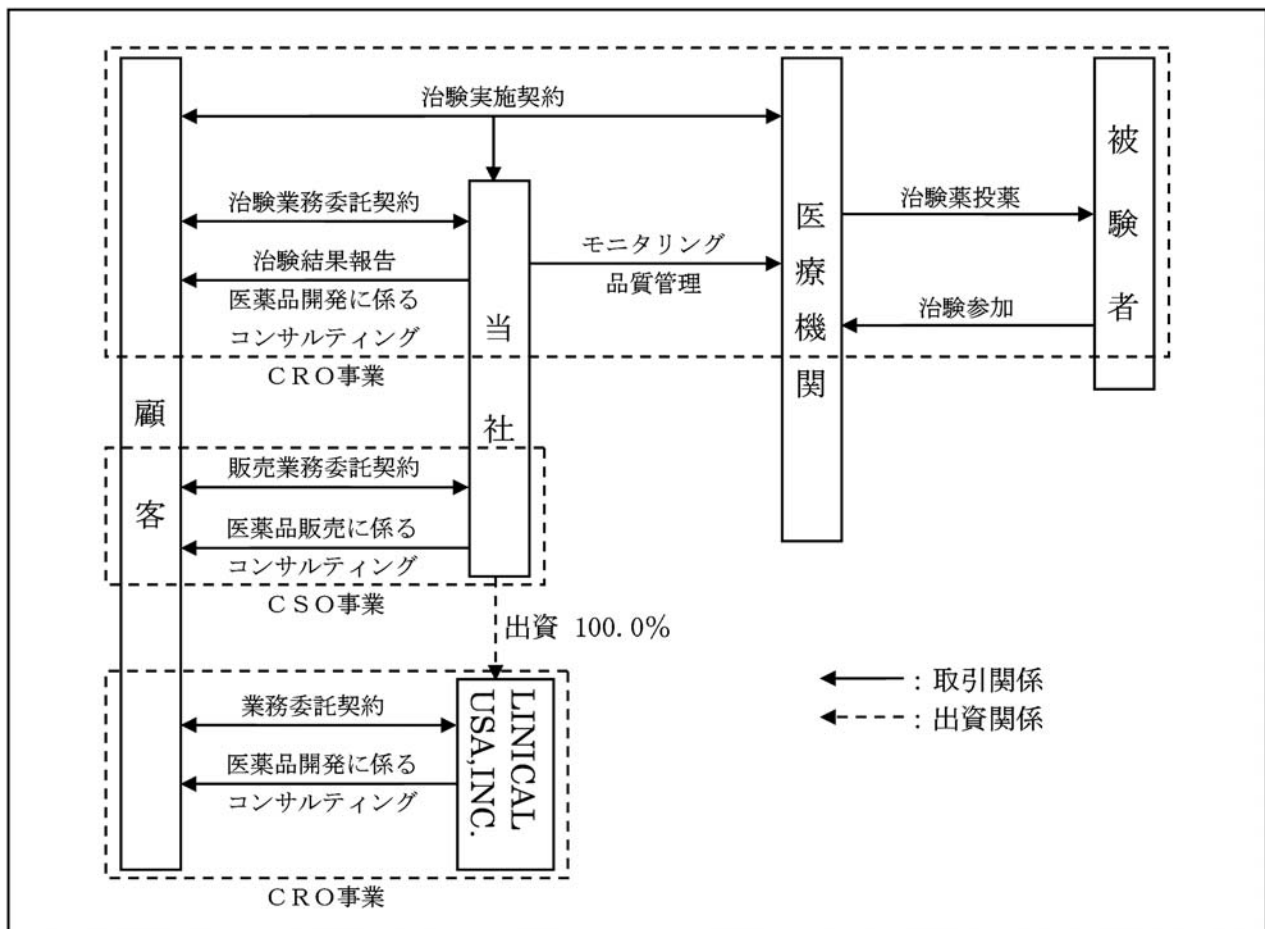 治験実施契約
治験業務委託契約
治験結果報告
医薬品開発に係る
コンサルティング
ＣＲＯ事業
モニタリング
品質管理
治験薬投薬
治験参加
顧客
当社
医療機関
被験者
販売業務委託契約
医薬品販売に係る
コンサルティング
ＣＳＯ事業
出資 100.0%
業務委託契約
医薬品開発に係る
コンサルティング
LINICAL
USA,INC.
ＣＲＯ事業
：取引関係
：出資関係